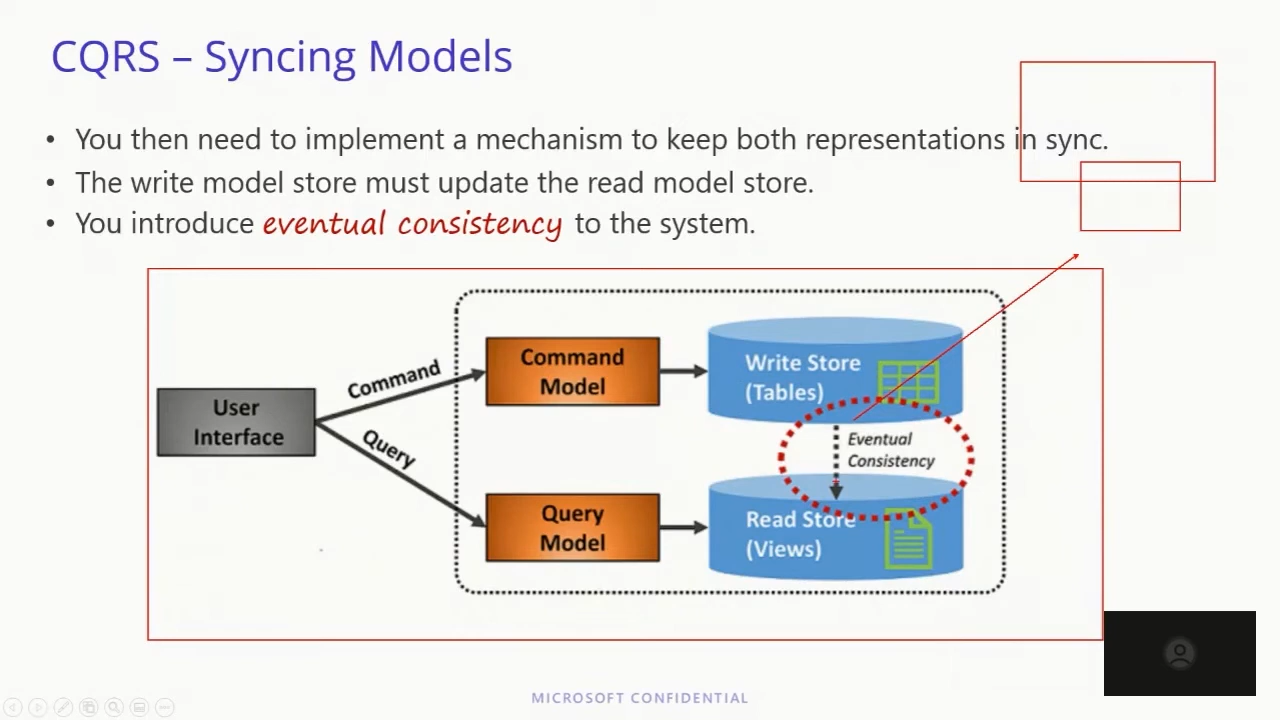 CQRS – Syncing Models
• You then need to implement a mechanism to keep both representations in sync.
• The write model store must update the read model store.
• You introduce eventual consistency to the system.
User
Interface
Command
Query
Command
Model
Query
Model
Write Store
(Tables)
Eventual
Consistency
Read Store
(Views)
MICROSOFT CONFIDENTIAL